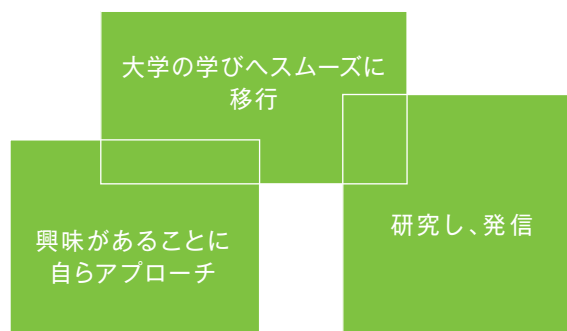 大学の学びへスムーズに
移行
興味があることに
自らアプローチ
研究し、発信